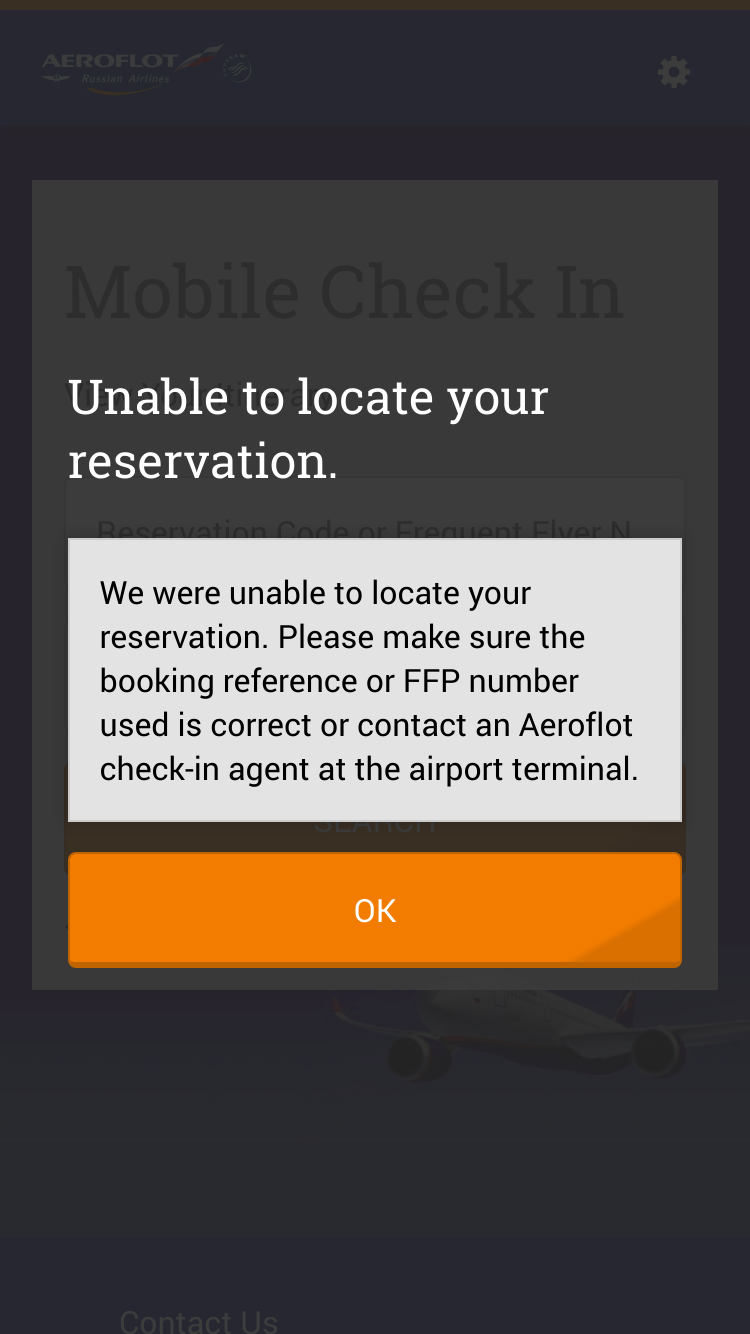 AEROFLOT
Russian Airlines
Mobile Check In
Unable to locate your
reservation.
Reservation Code or Frequent Flyer N
We were unable to locate your
reservation. Please make sure the
booking reference or FFP number
used is correct or contact an Aeroflot
check-in agent at the airport terminal.
SEARCH
OK
Contact Us